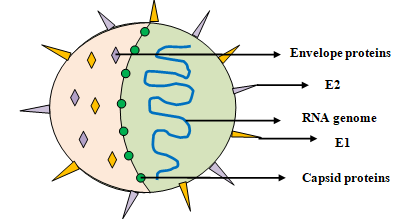 Envelope proteins
E2
RNA genome
E1
Capsid proteins